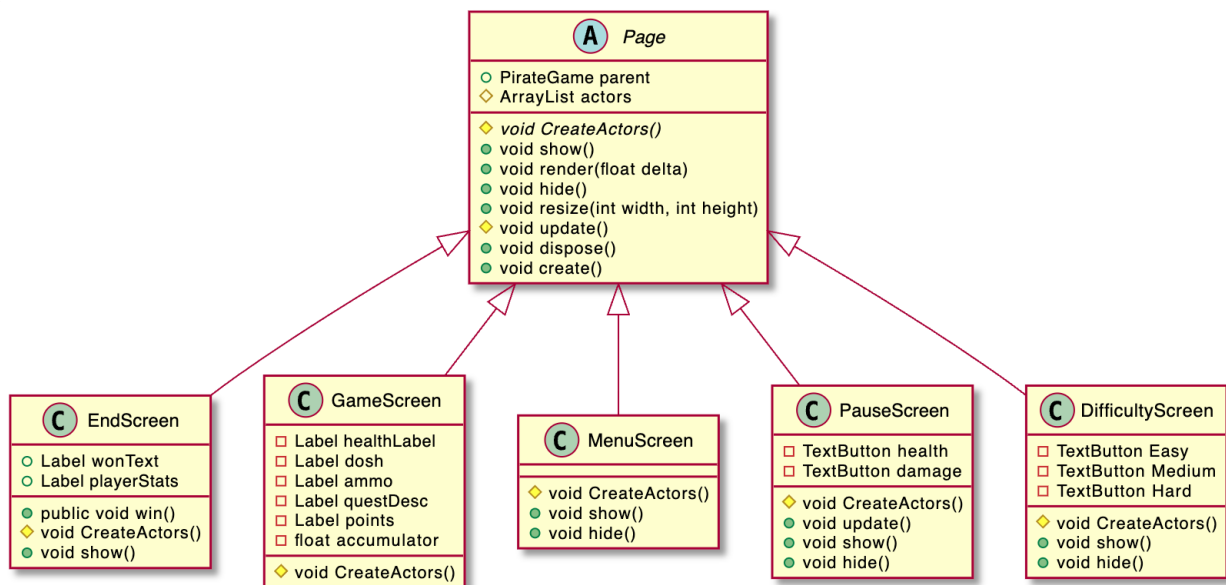 A Page
PirateGame parent
ArrayList actors
void CreateActors()
void show()
void render(float delta)
void hide()
void resize(int width, int height)
void update()
void dispose()
void create()
C EndScreen
Label wonText
Label playerStats
public void win()
void CreateActors()
void show()
C GameScreen
Label healthLabel
Label dosh
Label ammo
Label questDesc
Label points
float accumulator
void CreateActors()
C MenuScreen
void CreateActors()
void show()
void hide()
C PauseScreen
TextButton health
TextButton damage
void CreateActors()
void update()
void show()
void hide()
C DifficultyScreen
TextButton Easy
TextButton Medium
TextButton Hard
void CreateActors()
void show()
void hide()